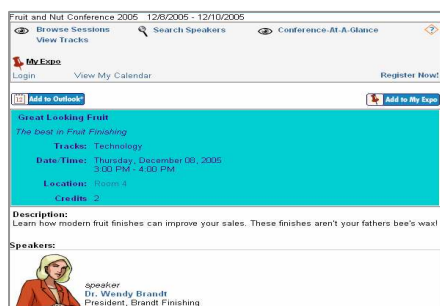 Fruit and Nut Conference 2005 12/8/2005 - 12/10/2005
Browse Sessions Search Speakers Conference-At-A-Glance
View Tracks
My Expo
Login View My Calendar Register Now!
Add to Outlook® Add to My Expo
Great Looking Fruit
The best in Fruit Finishing
Tracks: Technology
Date/Time: Thursday, December 08, 2005
3:00 PM - 4:00 PM
Location: Room 4
Credits 2
Description:
Learn how modern fruit finishes can improve your sales. These finishes aren't your fathers bee's wax!
Speakers:
speaker
Dr. Wendy Brandt
President, Brandt Finishing